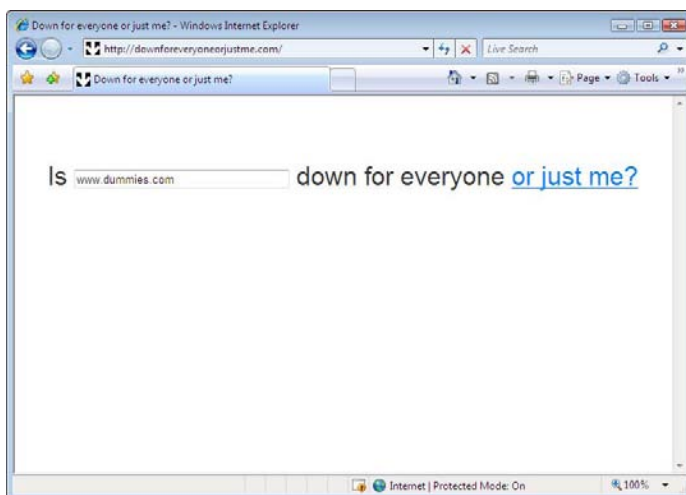 Down for everyone or just me? - Windows Internet Explorer
http://downforeveryoneorjustme.com/
Live Search
Down for everyone or just me?
Page
Tools
Is www.dummies.com down for everyone or just me?
Internet | Protected Mode: On
100%